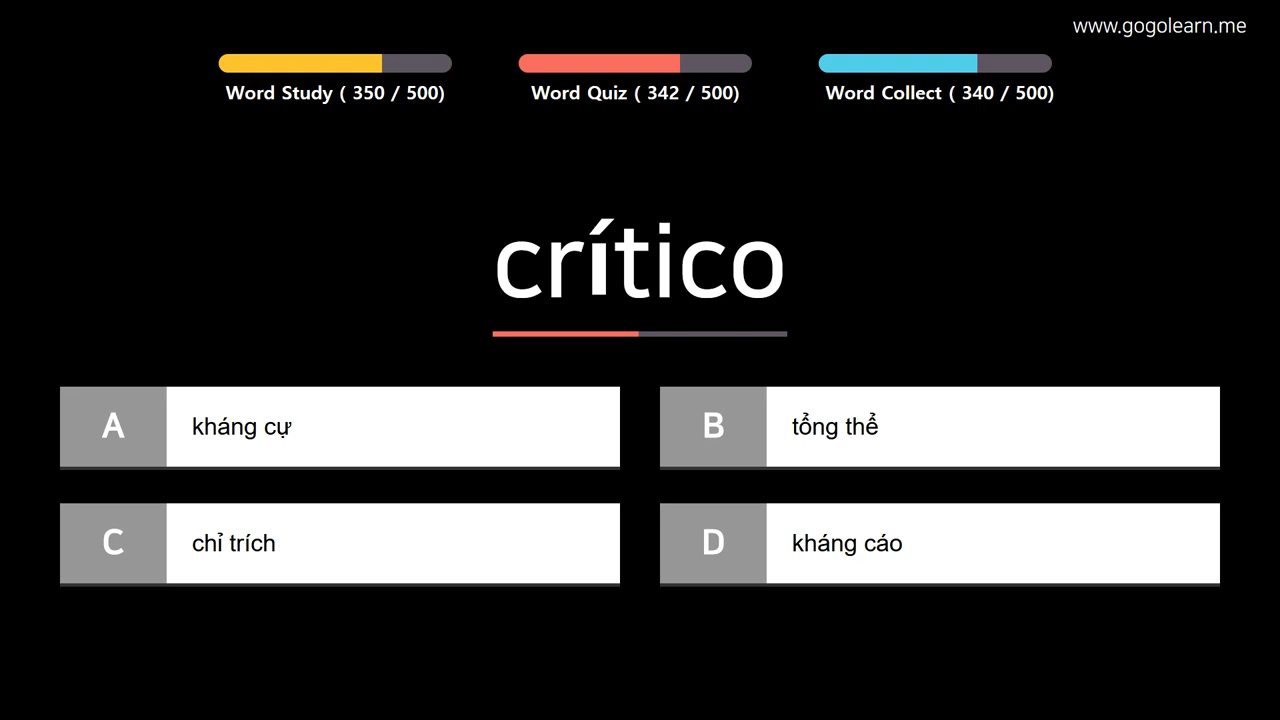 www.gogolearn.me
Word Study ( 350 / 500)
Word Quiz ( 342 / 500)
Word Collect ( 340 / 500)
crítico
A
kháng cự
B
tổng thể
C
chỉ trích
D
kháng cáo